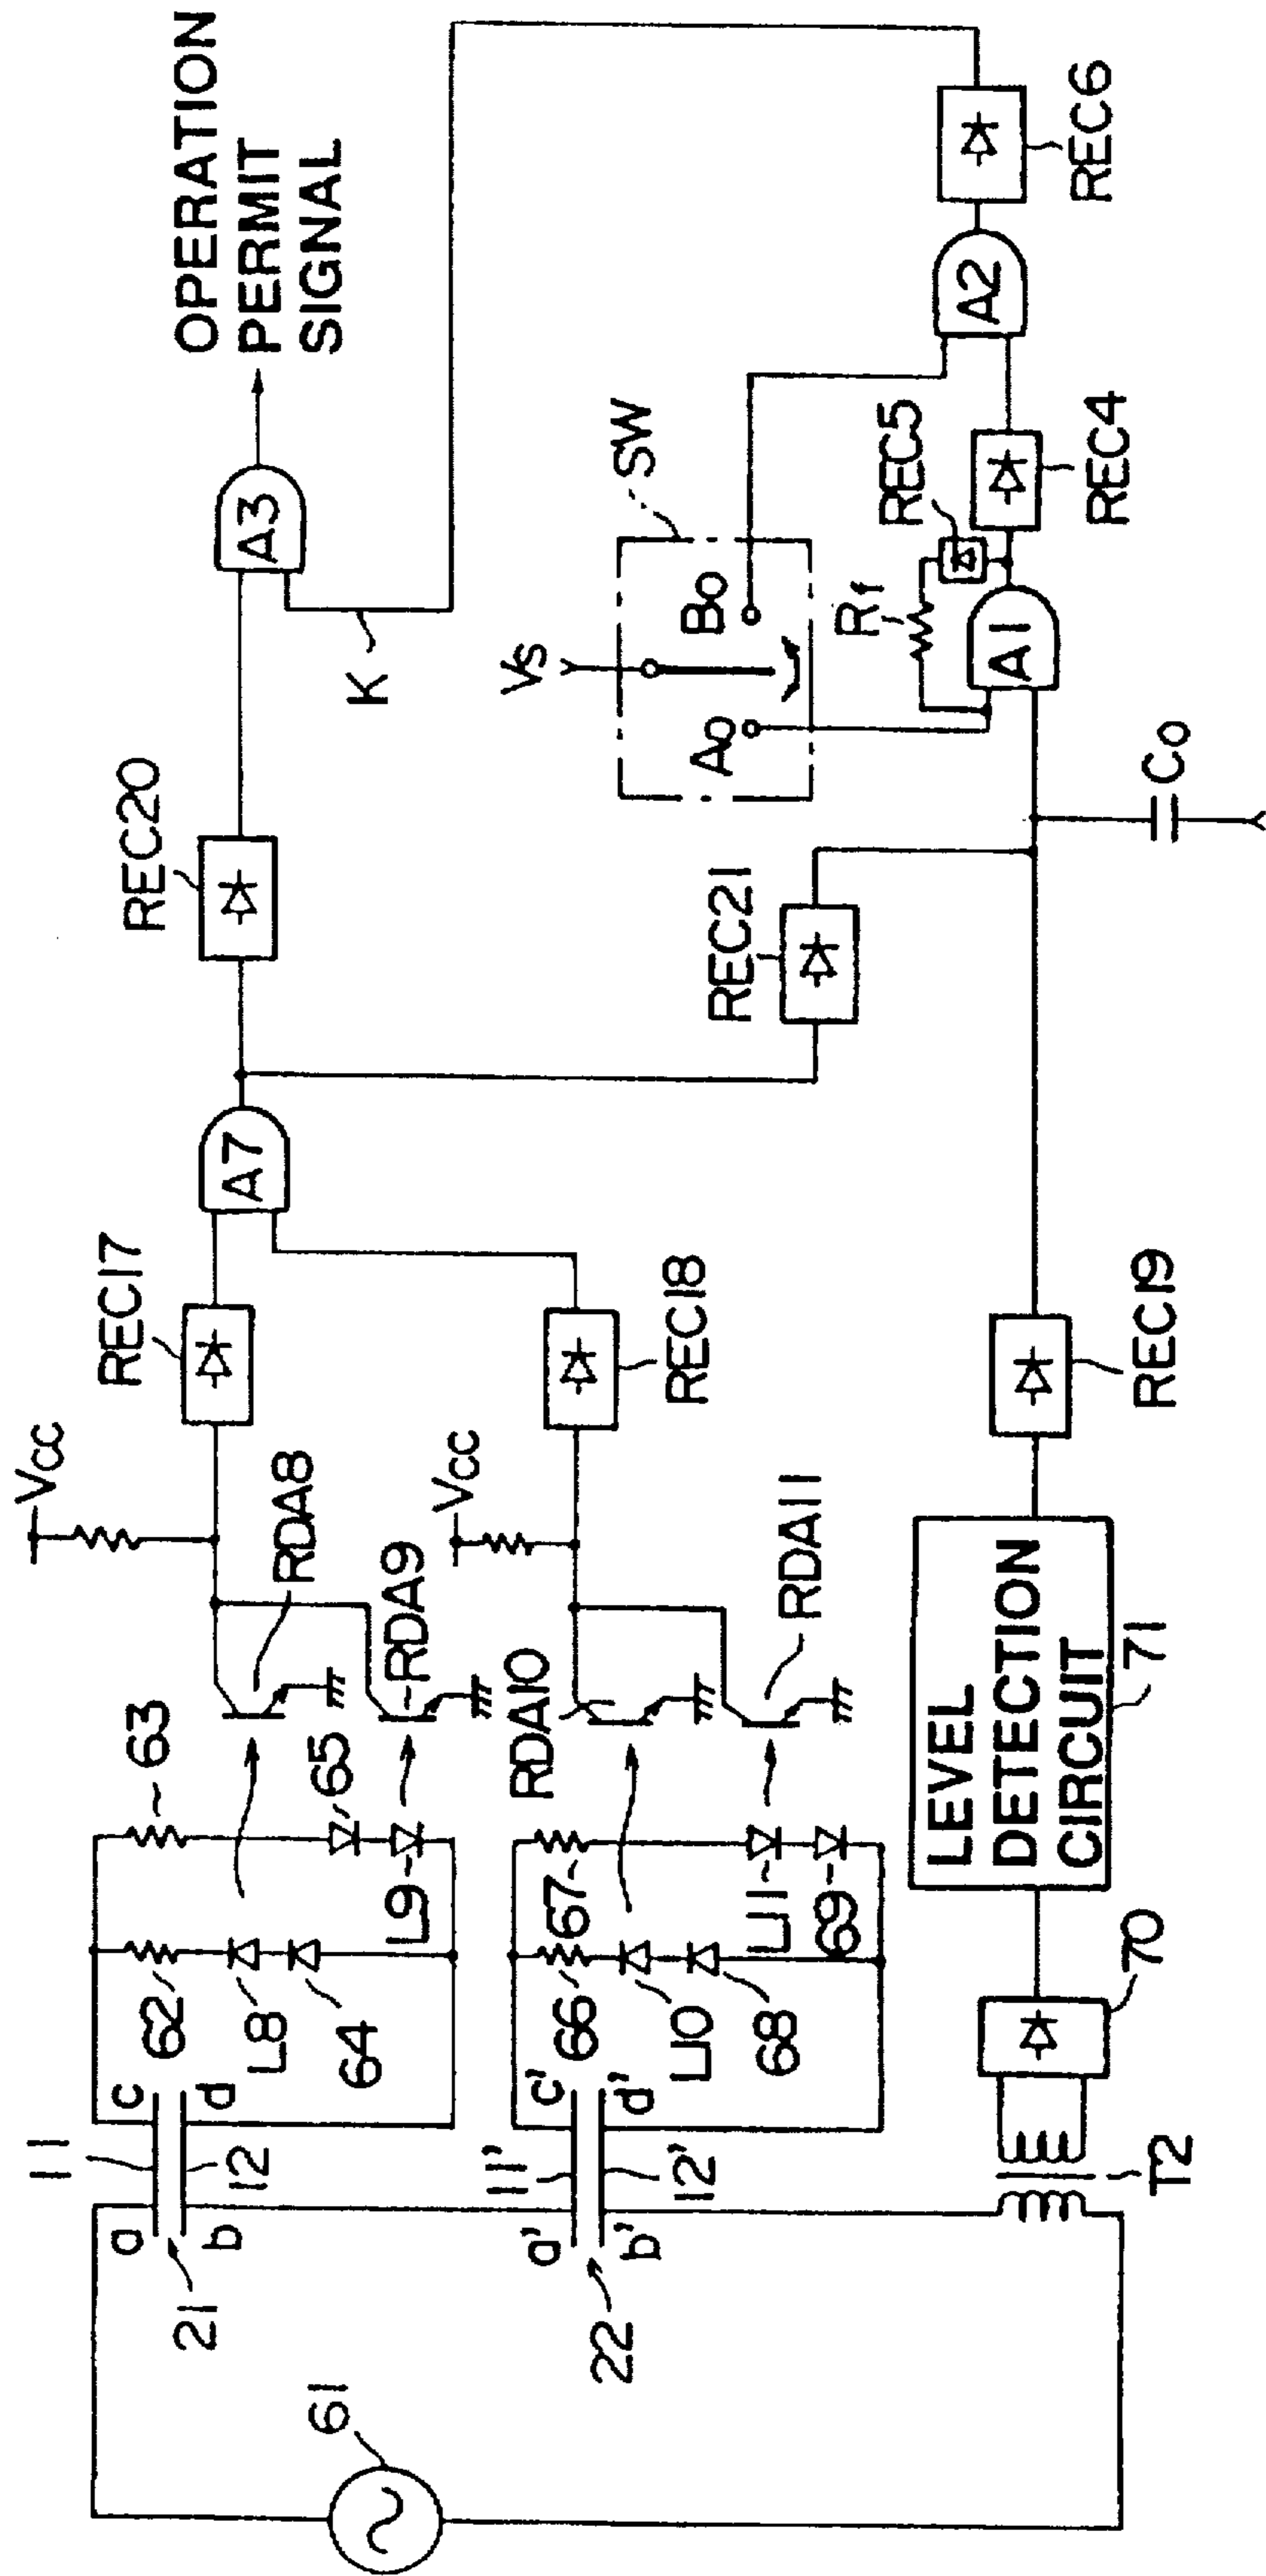 OPERATION
PERMIT
SIGNAL
A3
K
REC20
REC17
A7
REC18
REC21
REC6
A2
SW
Vs
Ao
Bo
REC5
Rf
REC4
A1
Co
REC19
Vcc
RDA8
RDA9
Vcc
RDA10
RDA11
63
65
L9
62
L8
64
67
L11
69
66
L10
68
11
c
d
12
a
b
21
11'
c'
d'
12'
a'
b'
22
61
LEVEL
DETECTION
CIRCUIT
71
70
T2